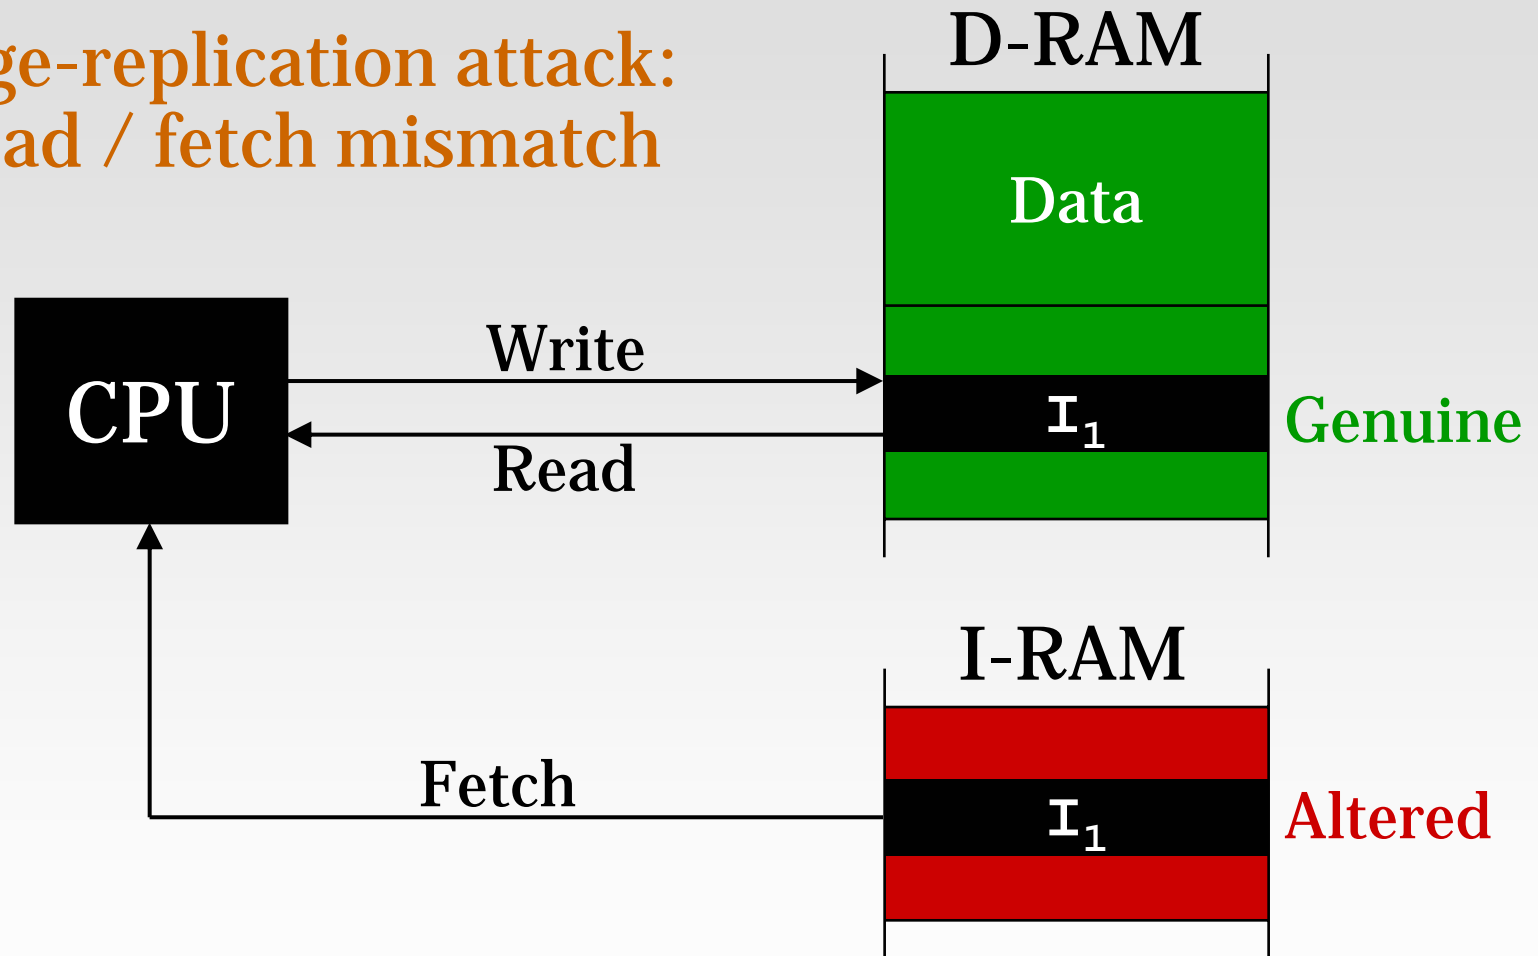 ge-replication attack:
ad / fetch mismatch
D-RAM
Data
Write
CPU
I₁
Genuine
Read
I-RAM
Fetch
I₁
Altered